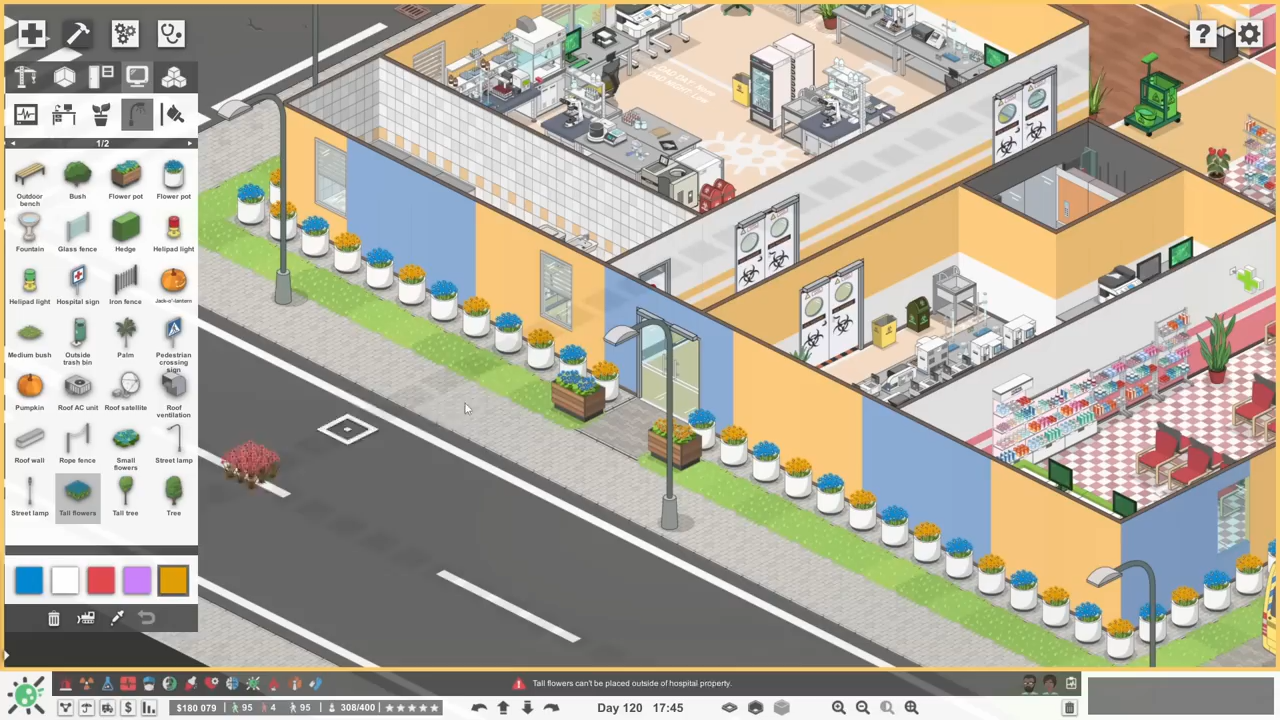 1/2
Outdoor bench
Bush
Flower pot
Flower pot
Fountain
Glass fence
Hedge
Helipad light
Helipad light
Hospital sign
Iron fence
Jack-o'-lantern
Medium bush
Outside trash bin
Palm
Pedestrian crossing sign
Pumpkin
Roof AC unit
Roof satellite
Roof ventilation
Roof wall
Rope fence
Small flowers
Street lamp
Street lamp
Tall flowers
Tall tree
Tree
?
Tall flowers can't be placed outside of hospital property.
$180 079
95
4
95
308/400
Day 120 17:45